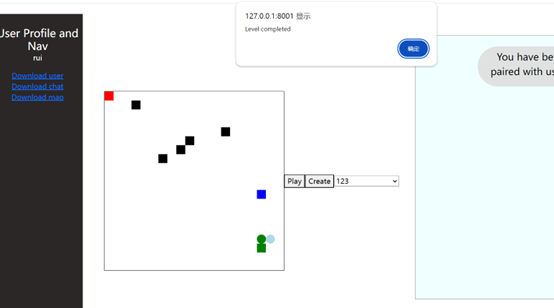 127.0.0.1:8001 显示
Level completed
确定
User Profile and
Nav
rui
Download user
Download chat
Download map
Play
Create
123
You have be
paired with us